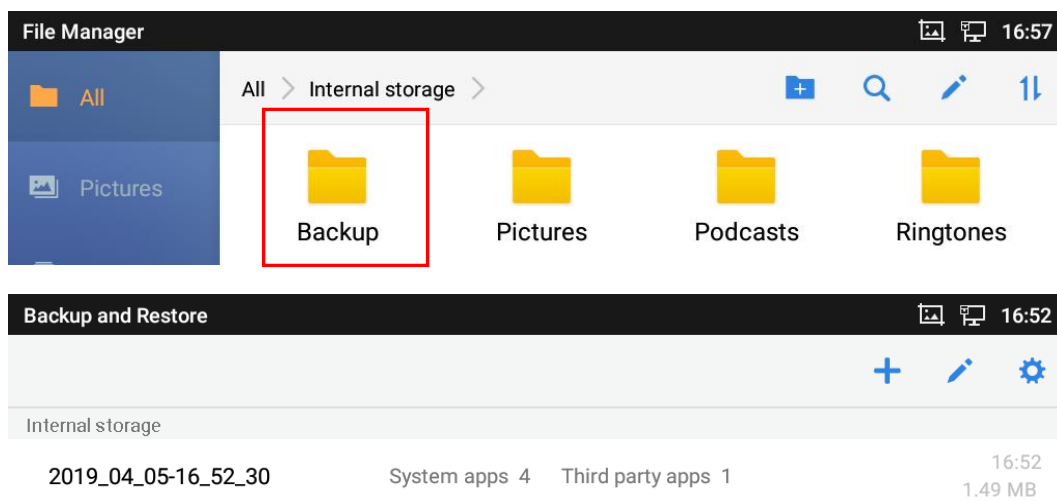 File Manager 16:57
All
All Internal storage
Pictures
Backup Pictures Podcasts Ringtones
Backup and Restore 16:52
Internal storage
2019_04_05-16_52_30 System apps 4 Third party apps 1 16:52
1.49 MB